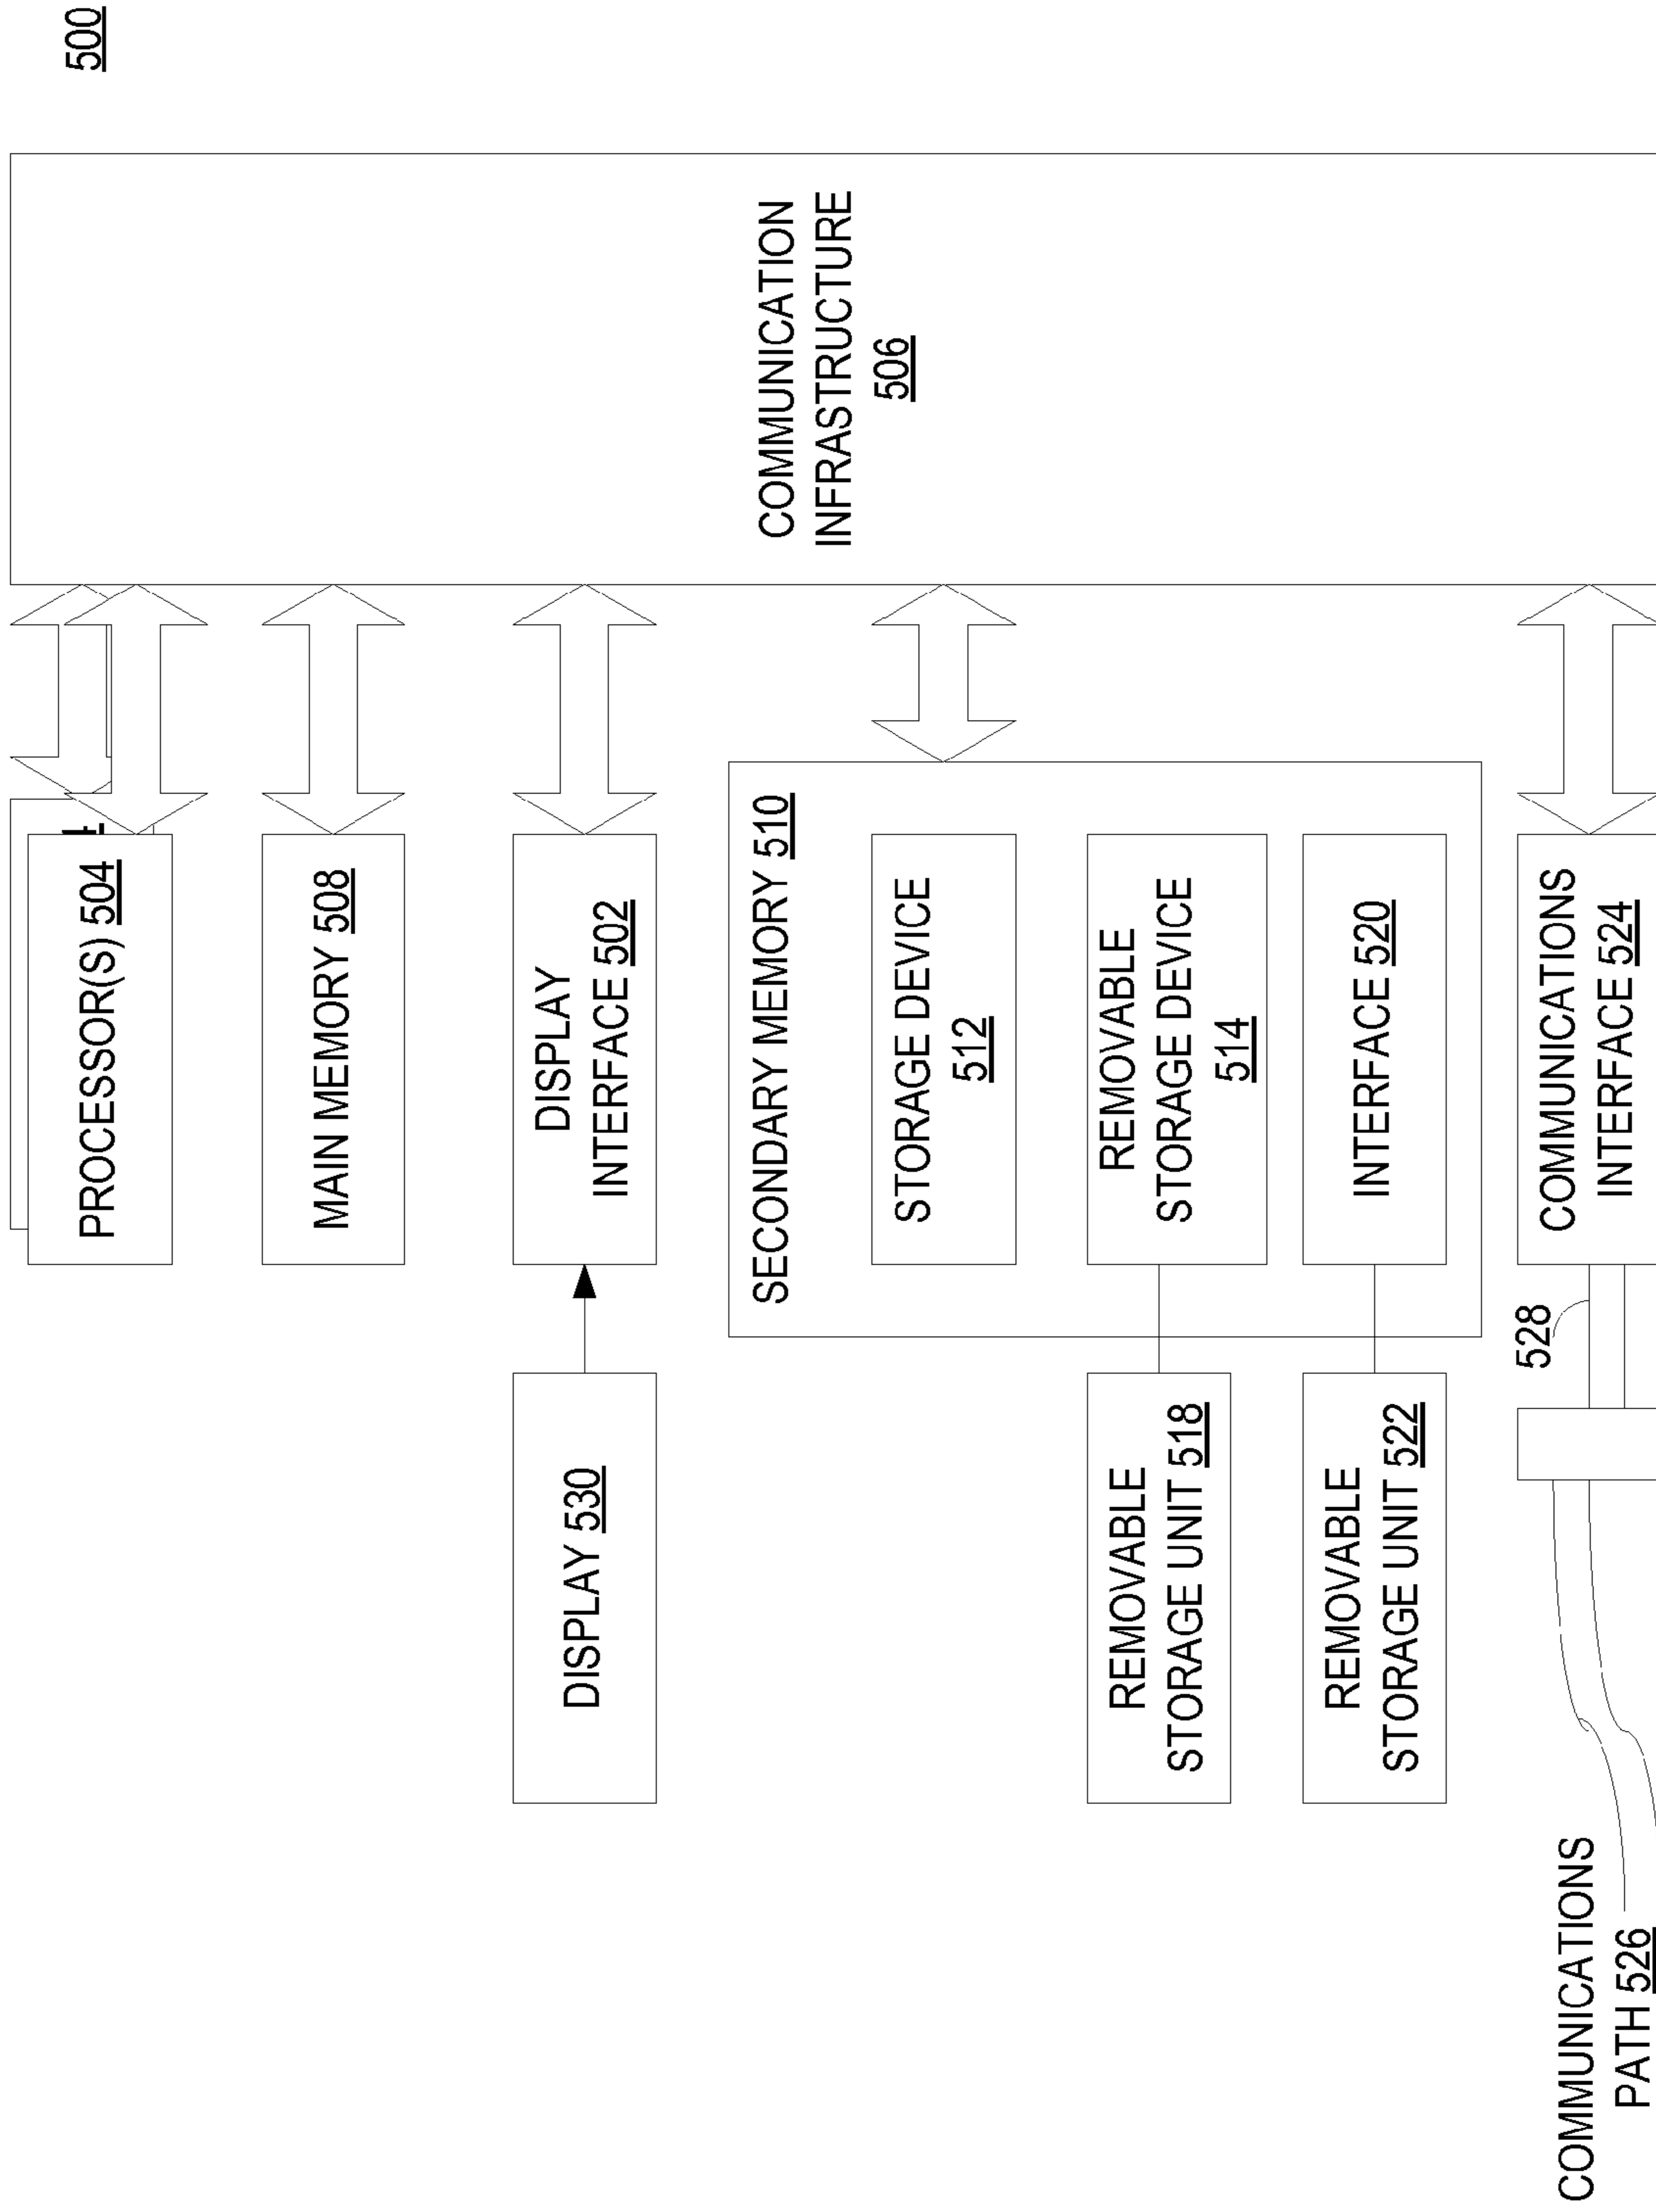 500
COMMUNICATION
INFRASTRUCTURE
506
PROCESSOR(S) 504
MAIN MEMORY 508
DISPLAY
INTERFACE 502
DISPLAY 530
SECONDARY MEMORY 510
STORAGE DEVICE
512
REMOVABLE
STORAGE DEVICE
514
INTERFACE 520
REMOVABLE
STORAGE UNIT 518
REMOVABLE
STORAGE UNIT 522
COMMUNICATIONS
INTERFACE 524
528
COMMUNICATIONS
PATH 526